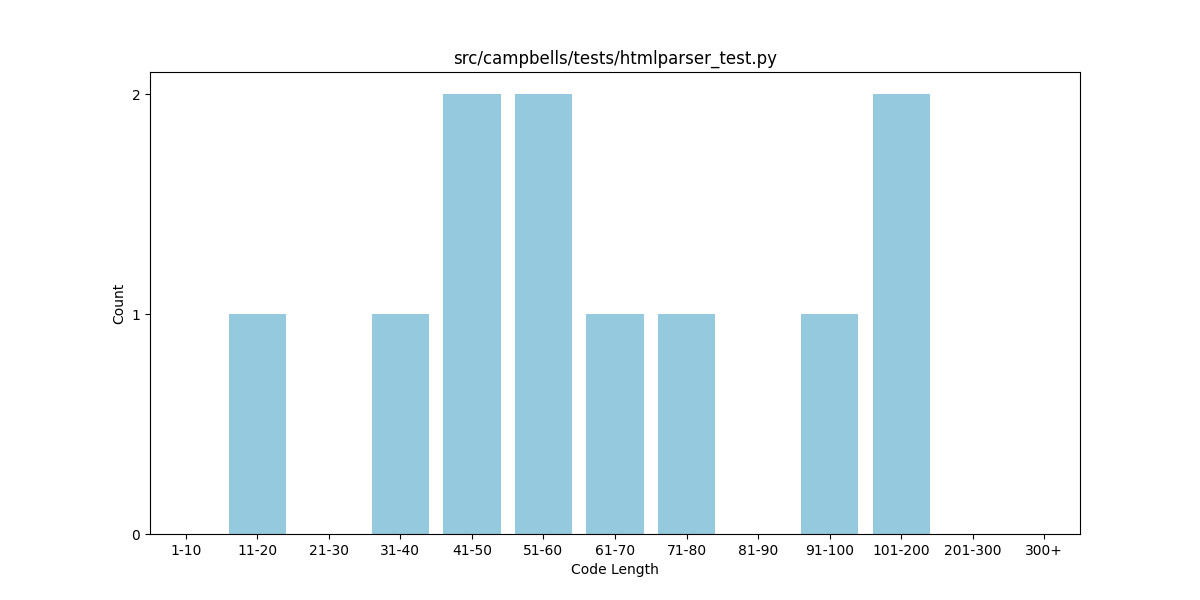 src/campbells/tests/htmlparser_test.py
Count
2
1
0
1-10 11-20 21-30 31-40 41-50 51-60 61-70 71-80 81-90 91-100 101-200 201-300 300+
Code Length